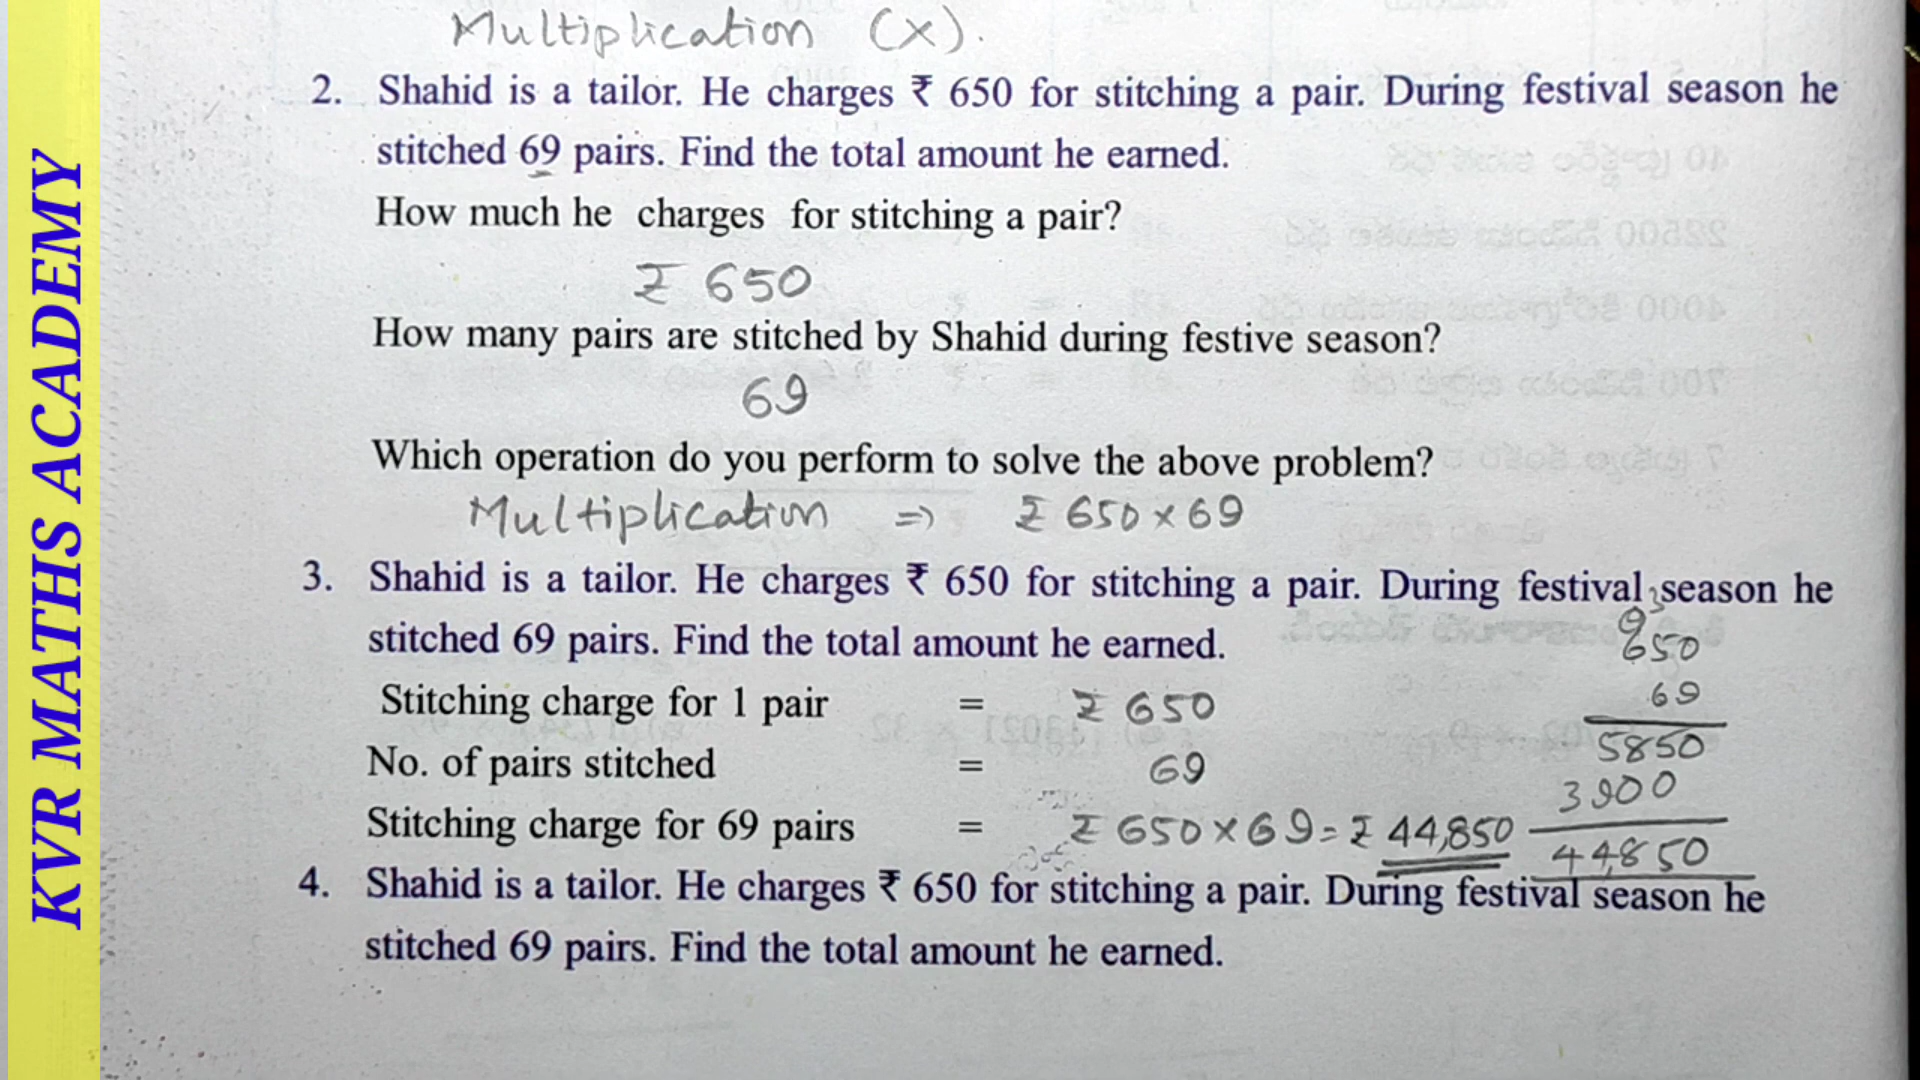 KVR MATHS ACADEMY
Multiplication (x).
2. Shahid is a tailor. He charges ₹ 650 for stitching a pair. During festival season he
stitched 69 pairs. Find the total amount he earned.
How much he charges for stitching a pair?
₹ 650
How many pairs are stitched by Shahid during festive season?
69
Which operation do you perform to solve the above problem?
Multiplication ⇒ ₹ 650 x 69
3. Shahid is a tailor. He charges ₹ 650 for stitching a pair. During festival season he
stitched 69 pairs. Find the total amount he earned.
650
Stitching charge for 1 pair = ₹ 650
69
5850
No. of pairs stitched = 69
3900
Stitching charge for 69 pairs = ₹ 650 x 69 = ₹ 44,850
44,850
4. Shahid is a tailor. He charges ₹ 650 for stitching a pair. During festival season he
stitched 69 pairs. Find the total amount he earned.